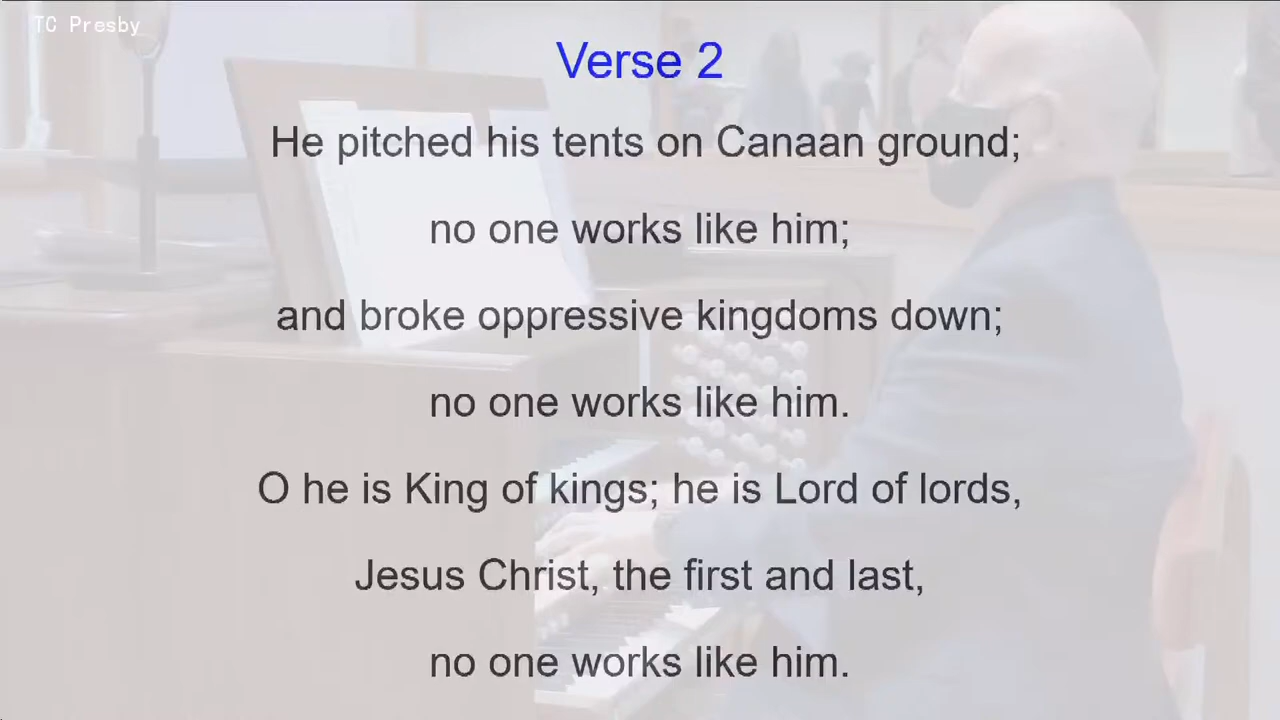 TC Presby
Verse 2
He pitched his tents on Canaan ground;
no one works like him;
and broke oppressive kingdoms down;
no one works like him.
O he is King of kings; he is Lord of lords,
Jesus Christ, the first and last,
no one works like him.